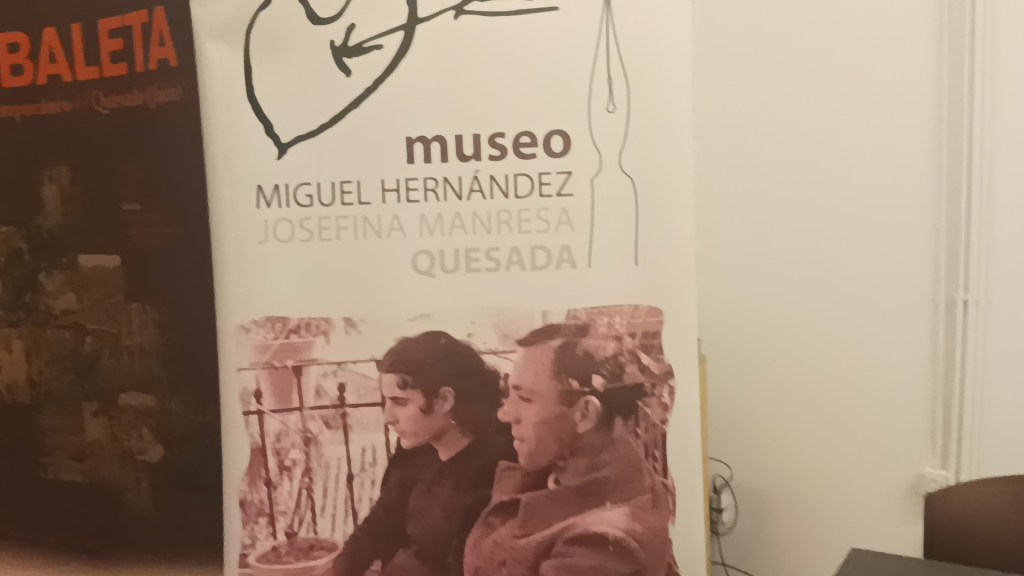 BALETA
museo
MIGUEL HERNÁNDEZ
JOSEFINA MANRESA
QUESADA